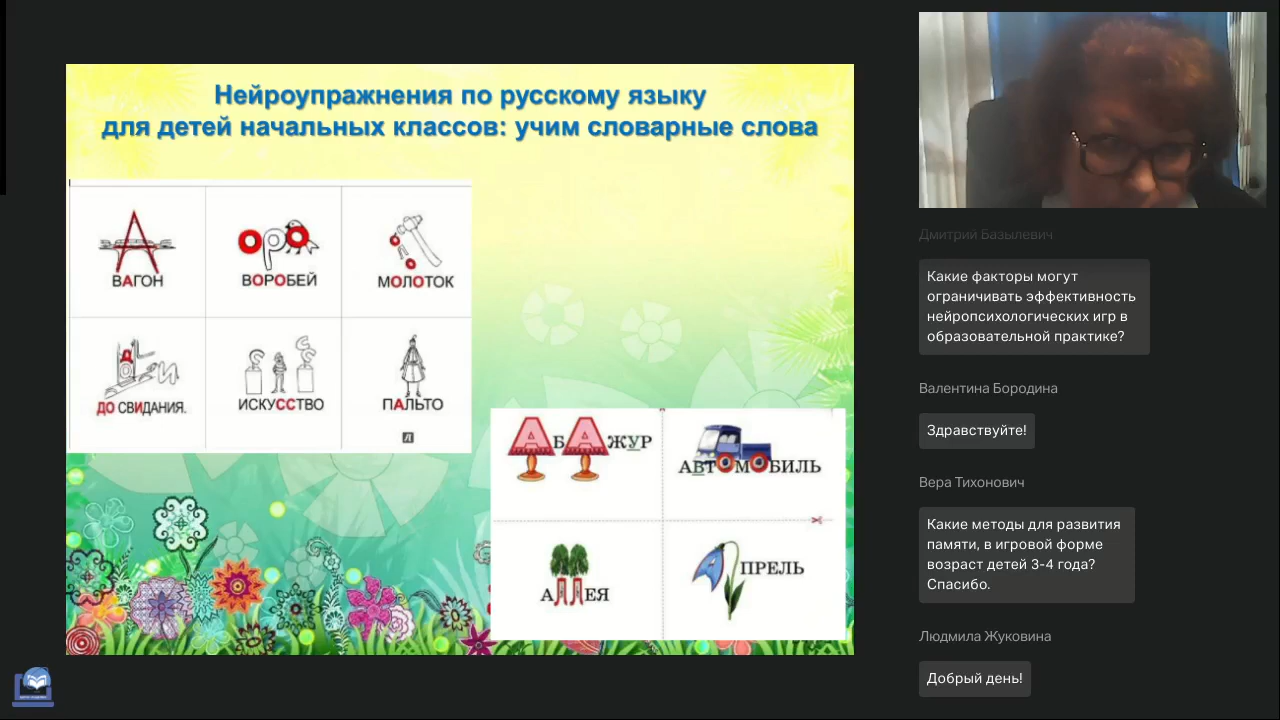 Нейроупражнения по русскому языку
для детей начальных классов: учим словарные слова
ВАГОН
ОРО
ВОРОБЕЙ
МОЛОТОК
ДО СВИДАНИЯ.
ИСКУССТВО
ПАЛЬТО
Л
АБАЖУР
АВТОМОБИЛЬ
АЛЛЕЯ
АПРЕЛЬ
Дмитрий Базылевич
Какие факторы могут
ограничивать эффективность
нейропсихологических игр в
образовательной практике?
Валентина Бородина
Здравствуйте!
Вера Тихонович
Какие методы для развития
памяти, в игровой форме
возраст детей 3-4 года?
Спасибо.
Людмила Жуковина
Добрый день!